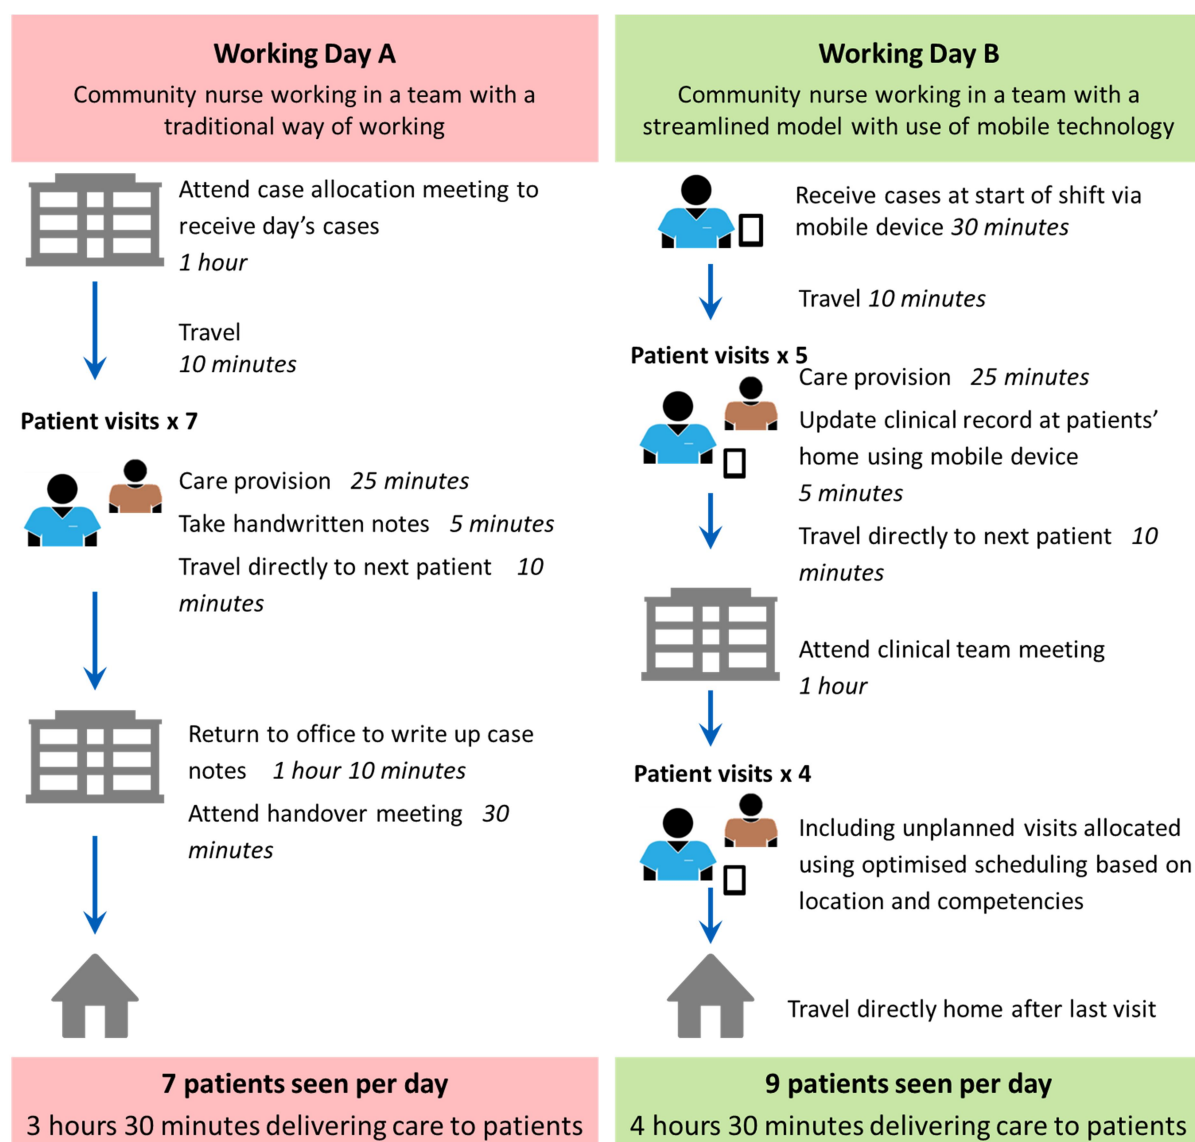 Working Day A
Community nurse working in a team with a
traditional way of working
Attend case allocation meeting to
receive day's cases
1 hour
Travel
10 minutes
Patient visits x 7
Care provision 25 minutes
Take handwritten notes 5 minutes
Travel directly to next patient 10
minutes
Return to office to write up case
notes 1 hour 10 minutes
Attend handover meeting 30
minutes
7 patients seen per day
3 hours 30 minutes delivering care to patients
Working Day B
Community nurse working in a team with a
streamlined model with use of mobile technology
Receive cases at start of shift via
mobile device 30 minutes
Travel 10 minutes
Patient visits x 5
Care provision 25 minutes
Update clinical record at patients'
home using mobile device
5 minutes
Travel directly to next patient 10
minutes
Attend clinical team meeting
1 hour
Patient visits x 4
Including unplanned visits allocated
using optimised scheduling based on
location and competencies
Travel directly home after last visit
9 patients seen per day
4 hours 30 minutes delivering care to patients